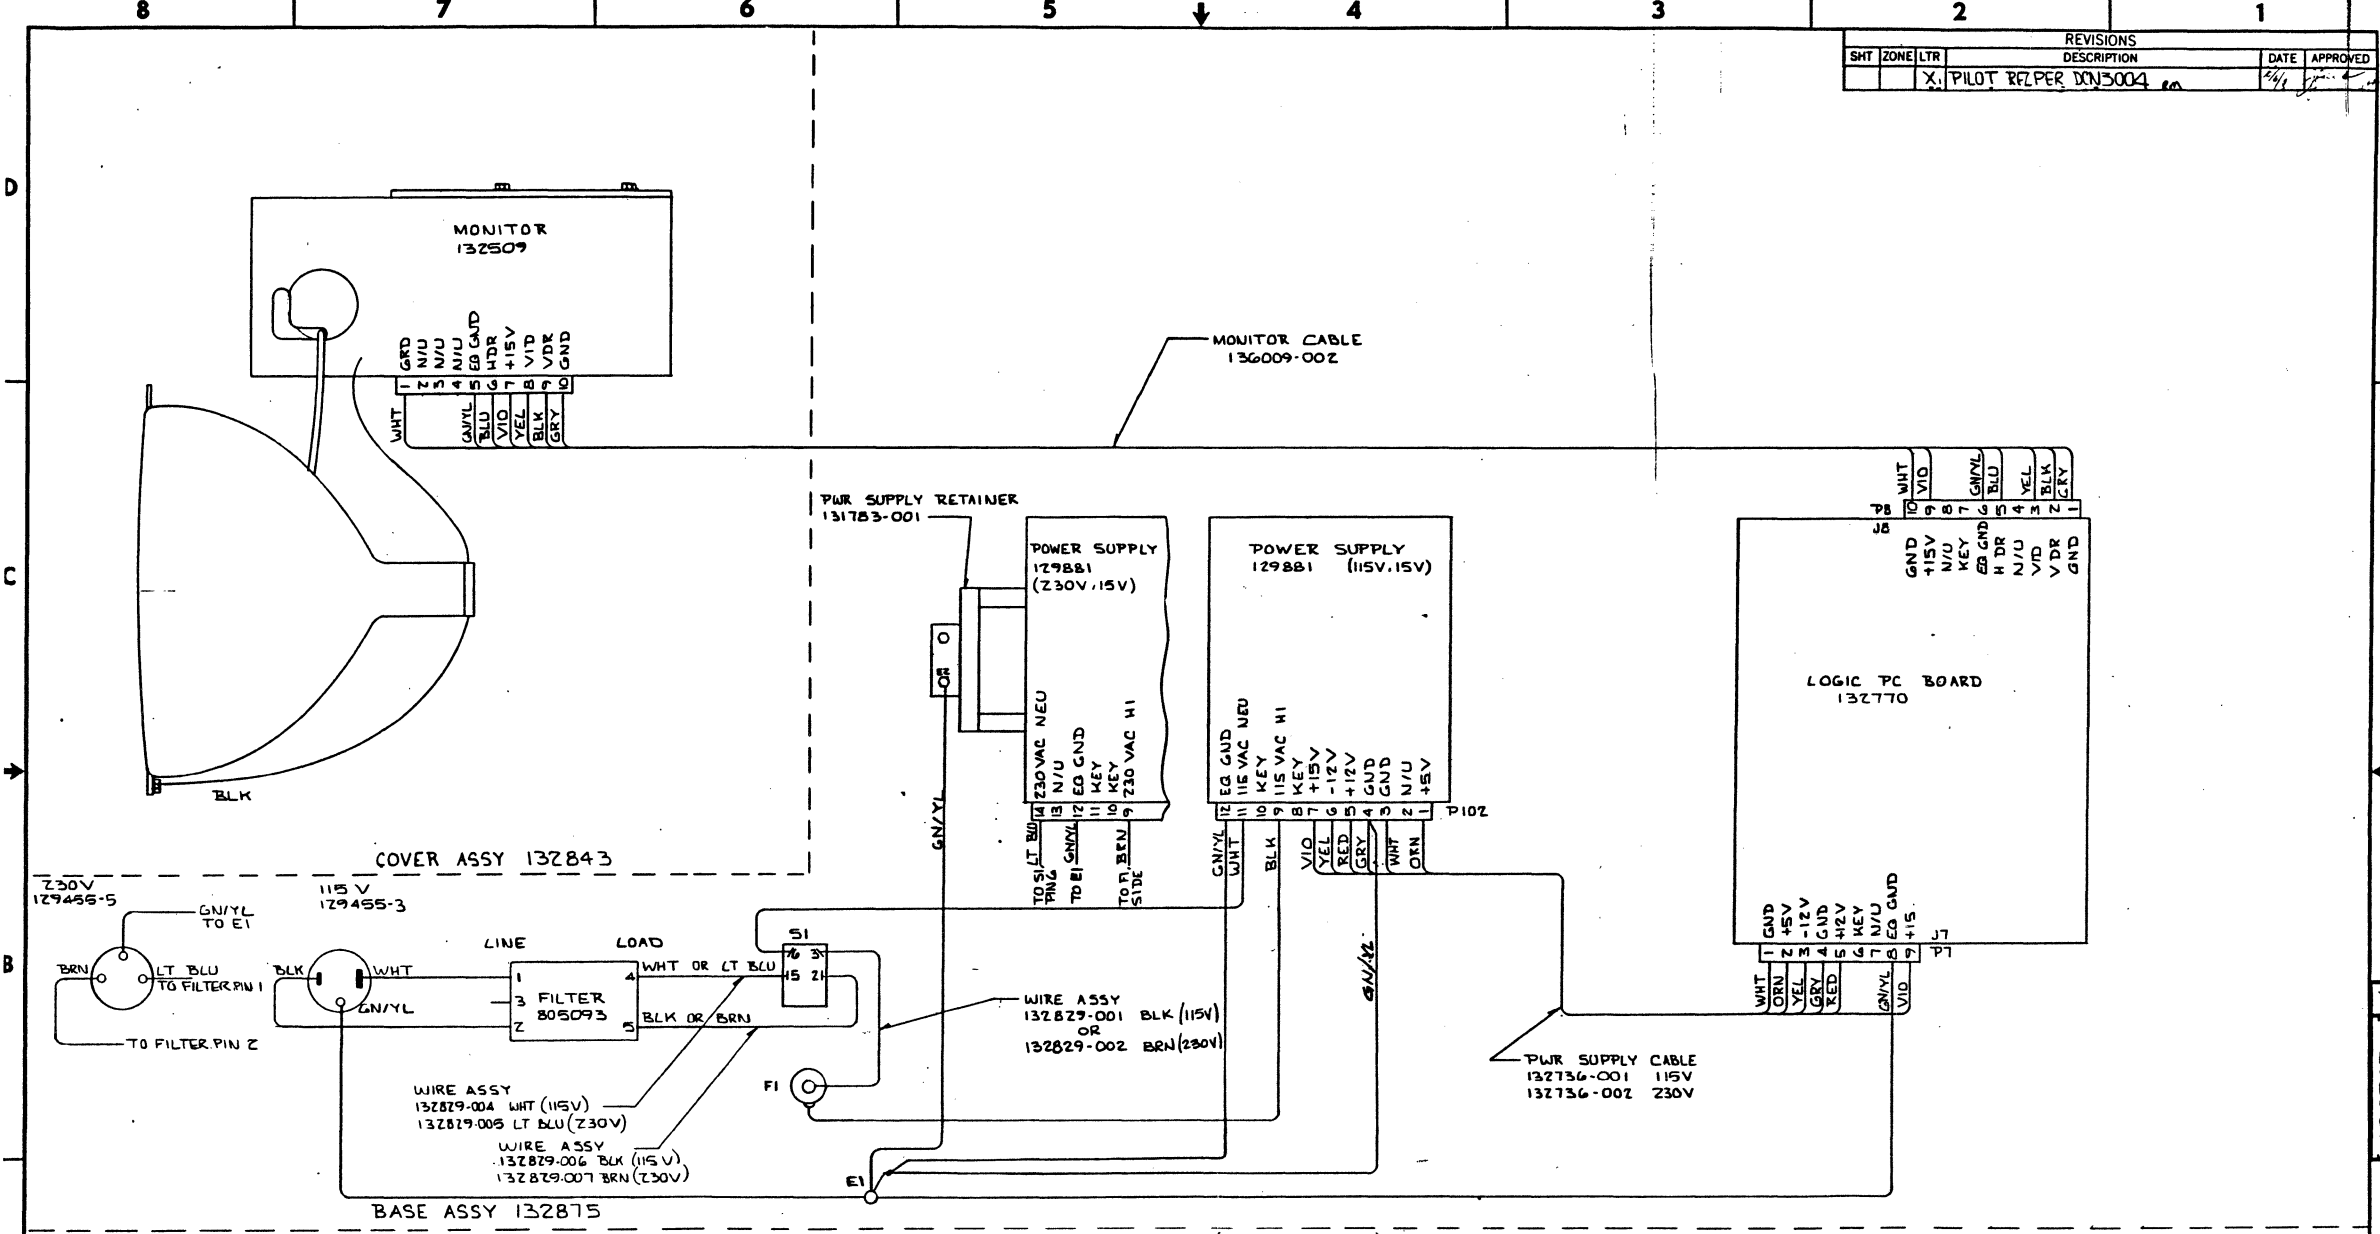 8 7 6 5 4 3 2 1
REVISIONS
SHT ZONE LTR DESCRIPTION DATE APPROVED
X1 PILOT REL PER DCN3004
D
C
B
MONITOR
132509
1 GRD
2 N/U
3 N/U
4 N/U
5 EQ GND
6 HDR
7 +15V
8 VID
9 VDR
10 GND
WHT
GN/YL
BLU
VIO
YEL
BLK
GRY
MONITOR CABLE
136009-002
BLK
COVER ASSY 132843
PWR SUPPLY RETAINER
131783-001
GN/YL
POWER SUPPLY
129881
(230V,15V)
14 230VAC NEU
13 N/U
12 EQ GND
11 KEY
10 KEY
9 230 VAC HI
LT BLU
TO S1,
PIN6
GN/YL
TO E1
BRN
TO F1,
SIDE
POWER SUPPLY
129881 (115V,15V)
12 EQ GND
11 115 VAC NEU
10 KEY
9 115 VAC HI
8 KEY
7 +15V
6 -12V
5 +12V
4 GND
3 GND
2 N/U
1 +5V
P102
GN/YL
WHT
BLK
VIO
YEL
RED
GRY
WHT
ORN
GN/YL
WHT
VIO
GN/YL
BLU
YEL
BLK
GRY
P8
J8
10 GND
9 +15V
8 N/U
7 KEY
6 EQ GND
5 HDR
4 N/U
3 VID
2 VDR
1 GND
LOGIC PC BOARD
132770
1 GND
2 +5V
3 -12V
4 GND
5 +12V
6 KEY
7 N/U
8 EQ GND
9 +15
J7
P7
WHT
ORN
YEL
GRY
RED
GN/YL
VIO
PWR SUPPLY CABLE
132736-001 115V
132736-002 230V
230V
129455-5
GN/YL
TO E1
BRN
LT BLU
TO FILTER PIN 1
TO FILTER PIN 2
115 V
129455-3
BLK
WHT
GN/YL
LINE
LOAD
1 4
3 FILTER
805093
2 5
WHT OR LT BLU
BLK OR BRN
S1
6 3
5 2
F1
WIRE ASSY
132829-001 BLK (115V)
OR
132829-002 BRN (230V)
WIRE ASSY
132829-004 WHT (115V)
132829-005 LT BLU (230V)
WIRE ASSY
132829-006 BLK (115 V)
132829-007 BRN (230V)
E1
BASE ASSY 132875